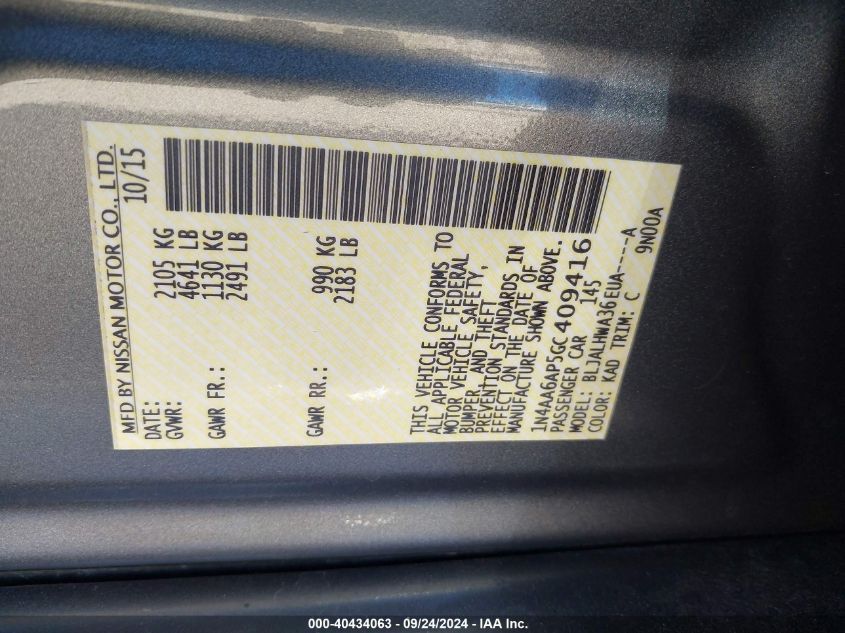 MFD BY NISSAN MOTOR CO., LTD.
DATE: 10/15
GVWR: 2105 KG
4641 LB
GAWR FR.: 1130 KG
2491 LB
GAWR RR.: 990 KG
2183 LB
THIS VEHICLE CONFORMS TO
ALL APPLICABLE FEDERAL
MOTOR VEHICLE SAFETY,
BUMPER, AND THEFT
PREVENTION STANDARDS IN
EFFECT ON THE DATE OF
MANUFACTURE SHOWN ABOVE.
1N4AA6AP5GC409416
PASSENGER CAR 145
MODEL: BLJALHWA36EUA----A
COLOR: KAD TRIM: C 9N00A
000-40434063 - 09/24/2024 - IAA Inc.